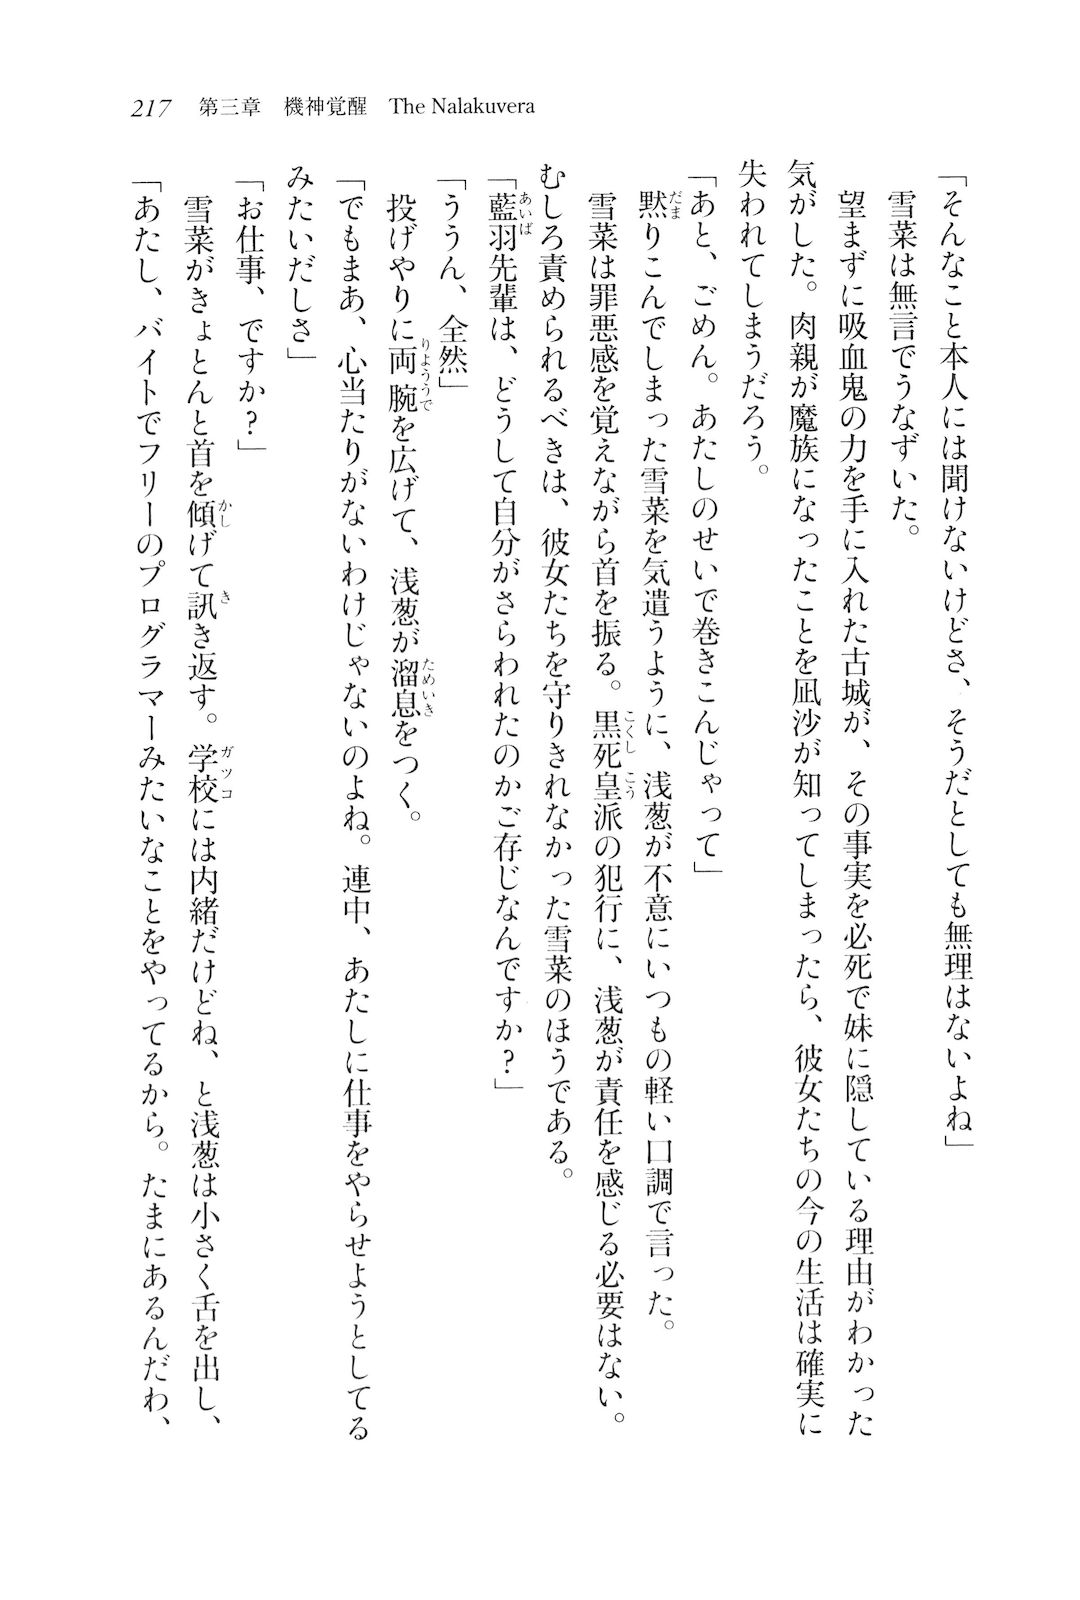 217 第三章 機神覚醒 The Nalakuvera
「そんなこと本人には聞けないけどさ、そうだとしても無理はないよね」
雪菜は無言でうなずいた。
望まずに吸血鬼の力を手に入れた古城が、その事実を必死で妹に隠している理由がわかった
気がした。肉親が魔族になったことを凪沙が知ってしまったら、彼女たちの今の生活は確実に
失われてしまうだろう。
「あと、ごめん。あたしのせいで巻きこんじゃって」
黙りこんでしまった雪菜を気遣うように、浅葱が不意にいつもの軽い口調で言った。
雪菜は罪悪感を覚えながら首を振る。黒死皇派の犯行に、浅葱が責任を感じる必要はない。
むしろ責められるべきは、彼女たちを守りきれなかった雪菜のほうである。
「藍羽先輩は、どうして自分がさらわれたのかご存じなんですか？」
「ううん、全然」
投げやりに両腕を広げて、浅葱が溜息をつく。
「でもまあ、心当たりがないわけじゃないのよね。連中、あたしに仕事をやらせようとしてる
みたいだしさ」
「お仕事、ですか？」
雪菜がきょとんと首を傾げて訊き返す。学校には内緒だけどね、と浅葱は小さく舌を出し、
「あたし、バイトでフリーのプログラマーみたいなことをやってるから。たまにあるんだわ、